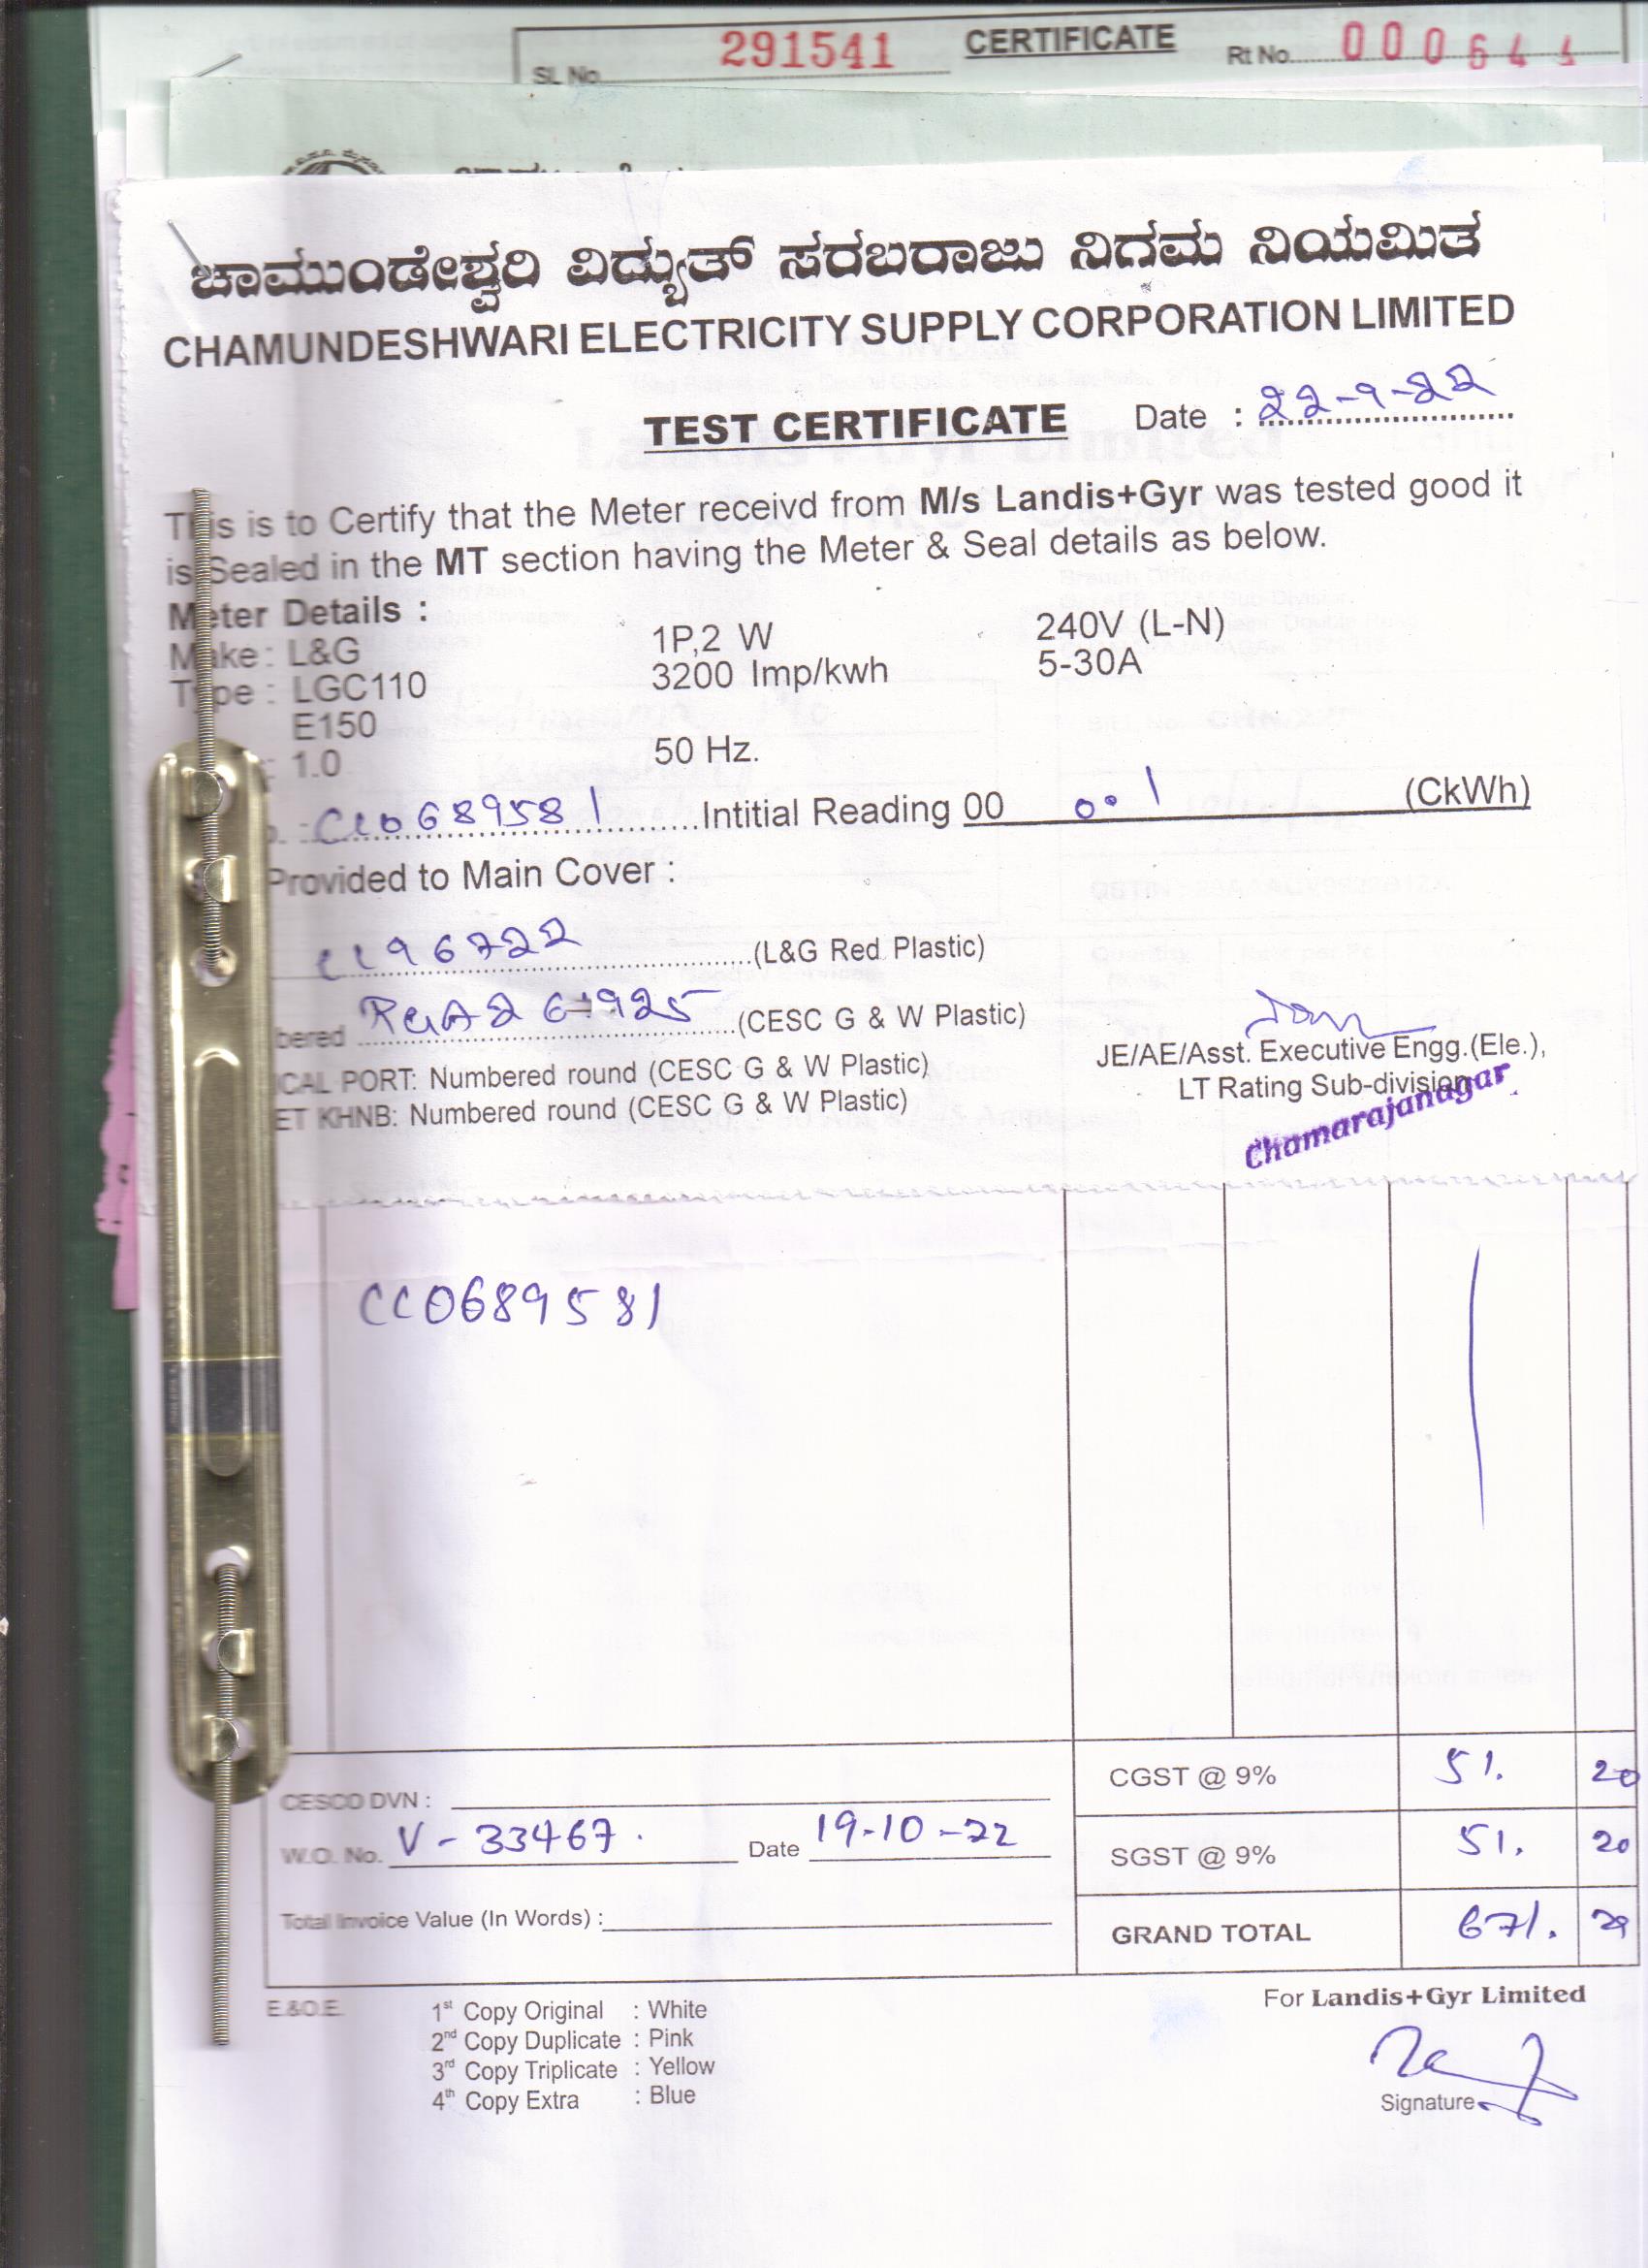 SL No. 291541 CERTIFICATE Rt No. 000644
ಚಾಮುಂಡೇಶ್ವರಿ ವಿದ್ಯುತ್ ಸರಬರಾಜು ನಿಗಮ ನಿಯಮಿತ
CHAMUNDESHWARI ELECTRICITY SUPPLY CORPORATION LIMITED
TEST CERTIFICATE Date : 22-9-22
This is to Certify that the Meter receivd from M/s Landis+Gyr was tested good it
is Sealed in the MT section having the Meter & Seal details as below.
Meter Details :
Make : L&G 1P,2 W 240V (L-N)
Type : LGC110 3200 Imp/kwh 5-30A
E150
: 1.0 50 Hz.
CC0689581 Intitial Reading 00 001 (CkWh)
Provided to Main Cover :
CC96722 (L&G Red Plastic)
bered (CESC G & W Plastic)
JE/AE/Asst. Executive Engg.(Ele.),
CAL PORT: Numbered round (CESC G & W Plastic)
LT Rating Sub-division
ET KHNB: Numbered round (CESC G & W Plastic)
Chamarajanagar
CC0689581
CGST @ 9% 51. 20
CESCO DVN :
W.O. No. V-33467. Date 19-10-22
SGST @ 9% 51. 20
Total Invoice Value (In Words) :
GRAND TOTAL 671.
E.&O.E.
For Landis+Gyr Limited
1st Copy Original : White
2nd Copy Duplicate : Pink
3rd Copy Triplicate : Yellow
4th Copy Extra : Blue
Signature